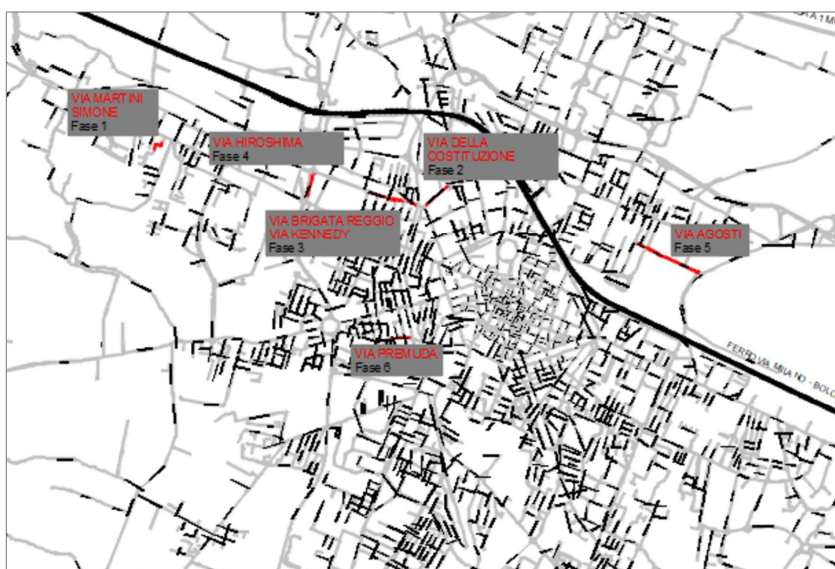 VIA MARTINI
SIMONE
Fase 1
VIA HIROSHIMA
Fase 4
VIA DELLA
COSTITUZIONE
Fase 2
VIA BRIGATA REGGIO
VIA KENNEDY
Fase 3
VIA AGOSTI
Fase 5
VIA PREMUDA
Fase 6
FERROVIA MILANO - BOLO